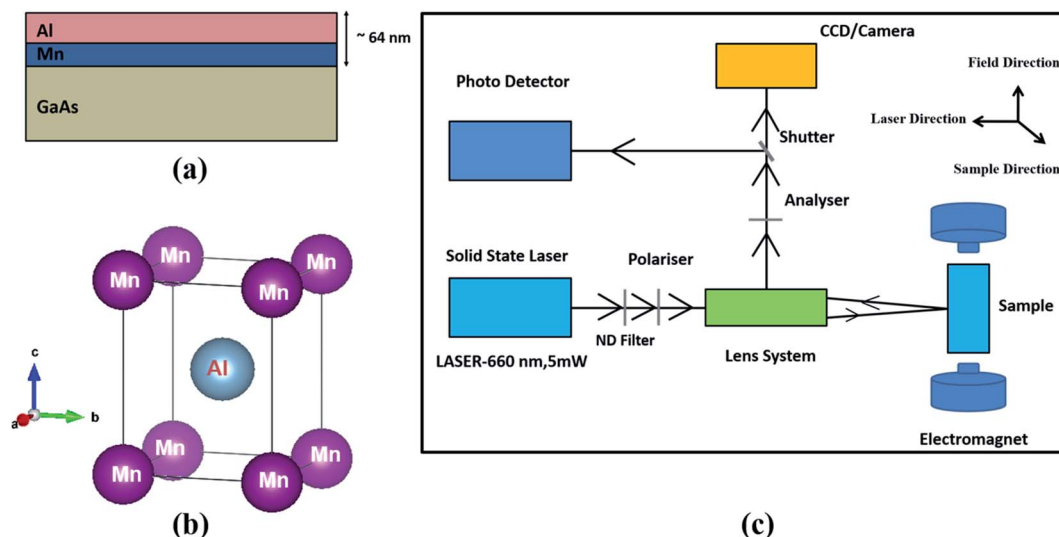 Al
Mn
GaAs
~ 64 nm
(a)
Mn
Mn
Mn
Mn
Al
Mn
Mn
Mn
Mn
c
a
b
(b)
CCD/Camera
Photo Detector
Shutter
Analyser
Field Direction
Laser Direction
Sample Direction
Solid State Laser
Polariser
ND Filter
LASER-660 nm,5mW
Lens System
Sample
Electromagnet
(c)